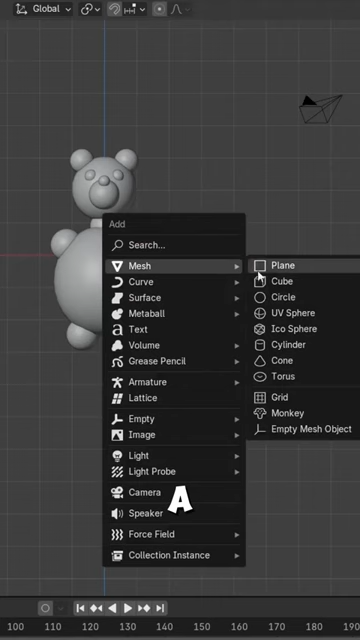 Global
Add
Search...
Mesh
Plane
Curve
Cube
Surface
Circle
Metaball
UV Sphere
Text
Ico Sphere
Volume
Cylinder
Grease Pencil
Cone
Torus
Armature
Lattice
Grid
Empty
Monkey
Image
Empty Mesh Object
Light
Light Probe
Camera
A
Speaker
Force Field
Collection Instance
100 110 120 130 140 150 160 170 180 190